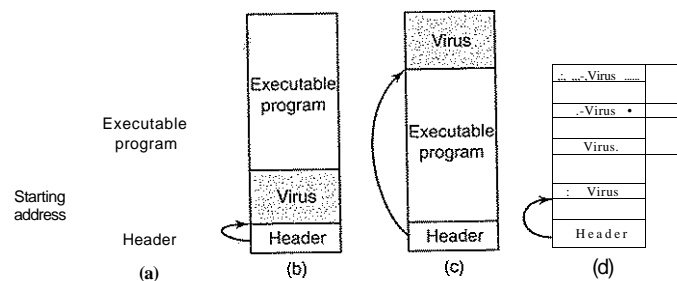 Executable
program
Starting
address
Header
(a)
Executable
program
Virus
Header
(b)
Virus
Executable
program
Header
(c)
Virus
Virus
Virus.
: Virus
Header
(d)